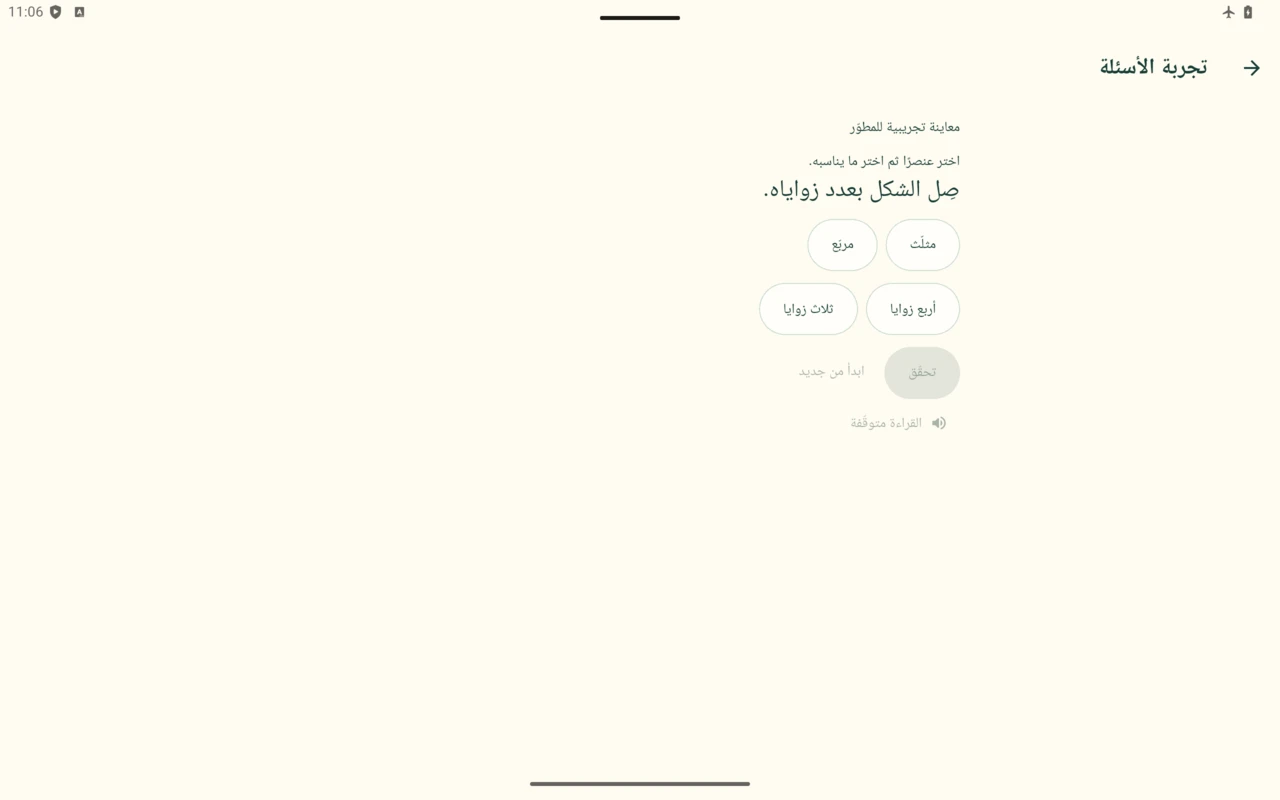 11:06
تجربة الأسئلة
معاينة تجريبية للمطوّر
اختر عنصرًا ثم اختر ما يناسبه.
صِل الشكل بعدد زواياه.
مثلّث مربّع
أربع زوايا ثلاث زوايا
تحقّق ابدأ من جديد
القراءة متوقّفة